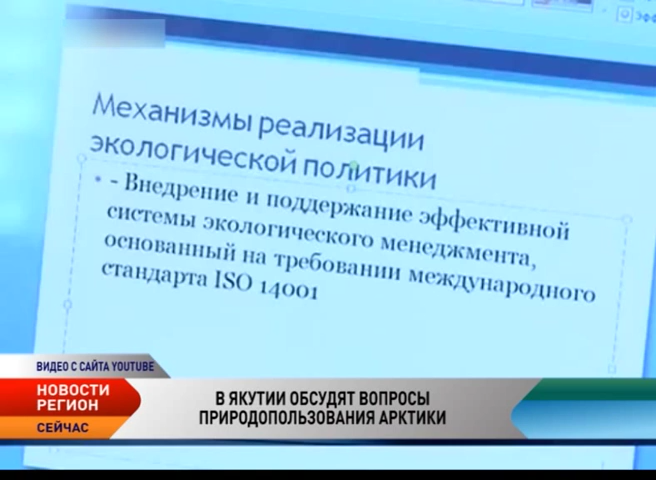 Механизмы реализации
экологической политики
- Внедрение и поддержание эффективной
системы экологического менеджмента,
основанный на требовании международного
стандарта ISO 14001
ВИДЕО С САЙТА YOUTUBE
НОВОСТИ
РЕГИОН
СЕЙЧАС
В ЯКУТИИ ОБСУДЯТ ВОПРОСЫ
ПРИРОДОПОЛЬЗОВАНИЯ АРКТИКИ